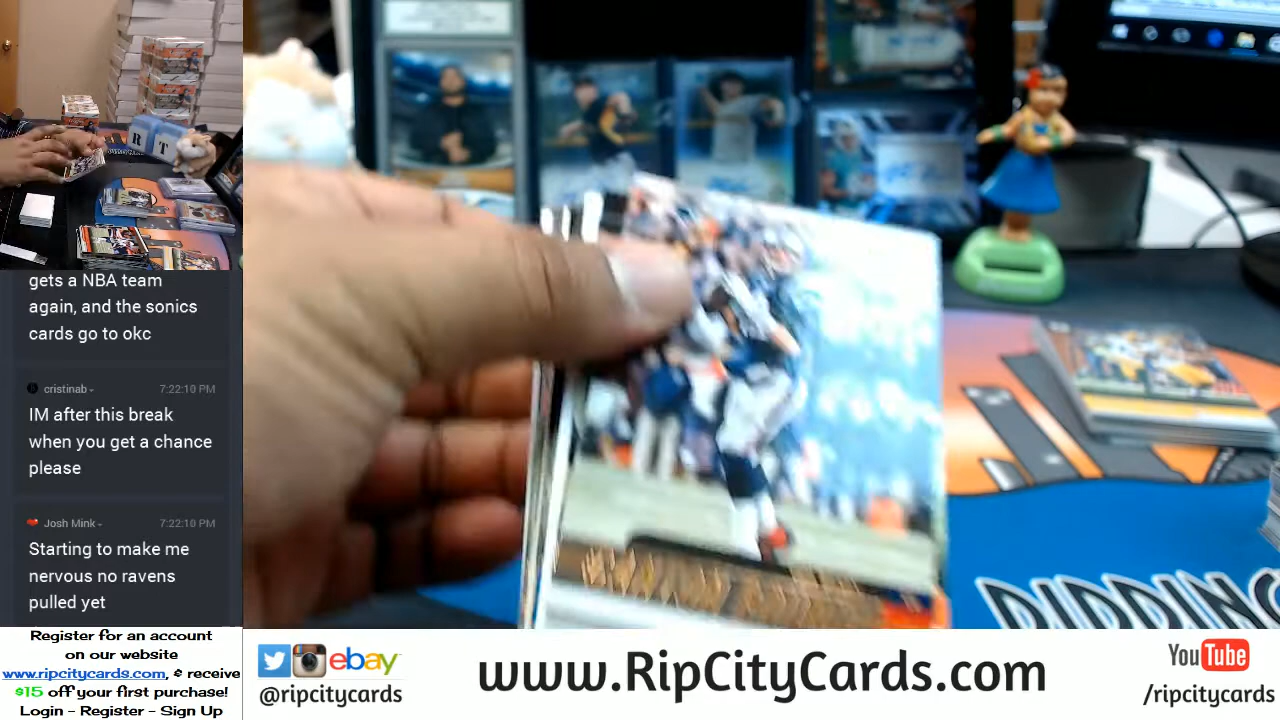 R T
gets a NBA team
again, and the sonics
cards go to okc
cristinab
7:22:10 PM
IM after this break
when you get a chance
please
Josh Mink
7:22:10 PM
Starting to make me
nervous no ravens
pulled yet
Register for an account
on our website
www.ripcitycards.com, & receive
$15 off your first purchase!
Login - Register - Sign Up
ebay
@ripcitycards
www.RipCityCards.com
YouTube
/ripcitycards